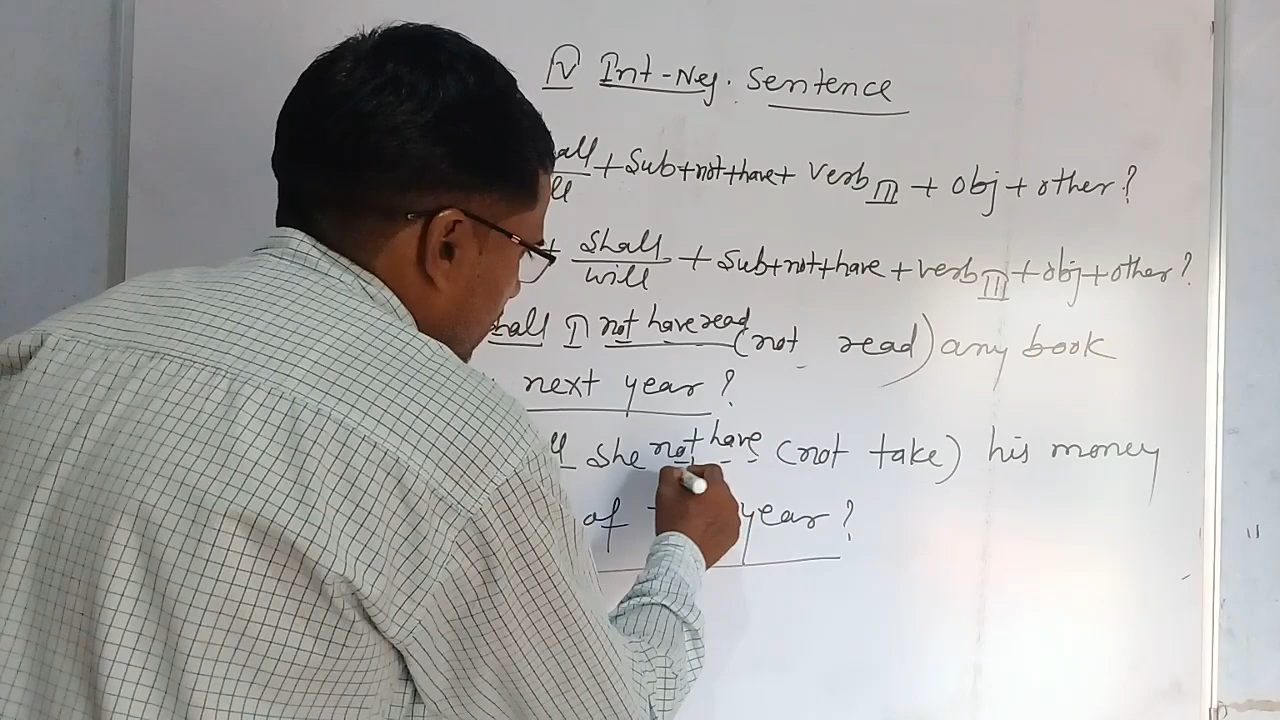 IV Int-Neg. Sentence
+ Sub+not+have+ Verb III + obj + other?
+ shall/will + Sub+not+have + verb III + obj + other?
shall I not have read (not read) any book
next year?
she not have (not take) his money
of year?